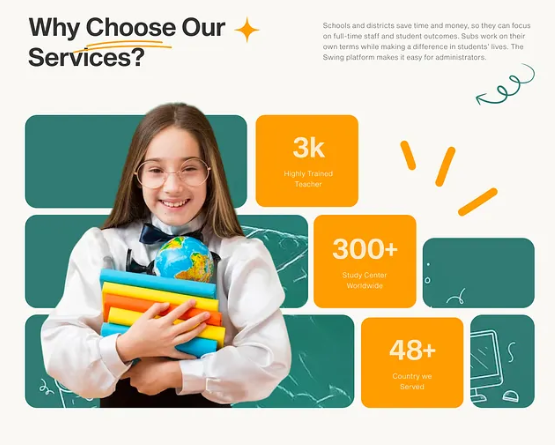 Why Choose Our
Services?
Schools and districts save time and money, so they can focus
on full-time staff and student outcomes. Subs work on their
own terms while making a difference in students' lives. The
Swing platform makes it easy for administrators.
3k
Highly Trained
Teacher
300+
Study Center
Worldwide
48+
Country we
Served